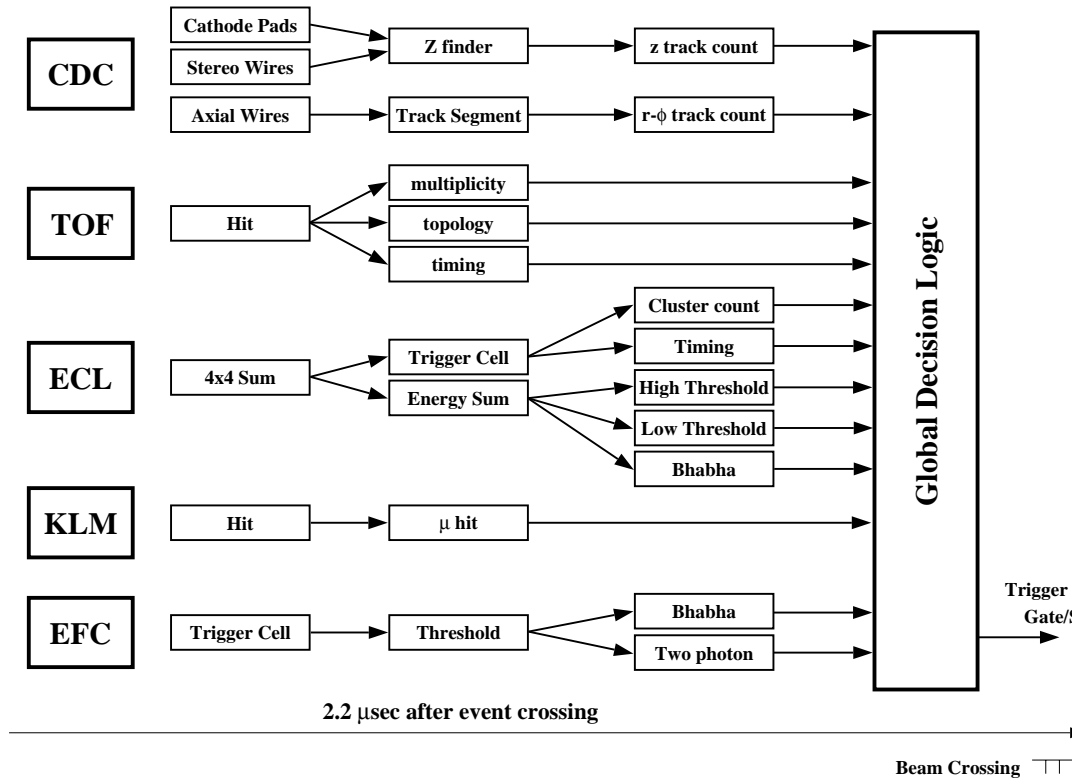 CDC
Cathode Pads
Stereo Wires
Z finder
z track count
Axial Wires
Track Segment
r-ϕ track count
TOF
Hit
multiplicity
topology
timing
ECL
4x4 Sum
Trigger Cell
Energy Sum
Cluster count
Timing
High Threshold
Low Threshold
Bhabha
KLM
Hit
μ hit
EFC
Trigger Cell
Threshold
Bhabha
Two photon
Global Decision Logic
Trigger
Gate/S
2.2 μsec after event crossing
Beam Crossing